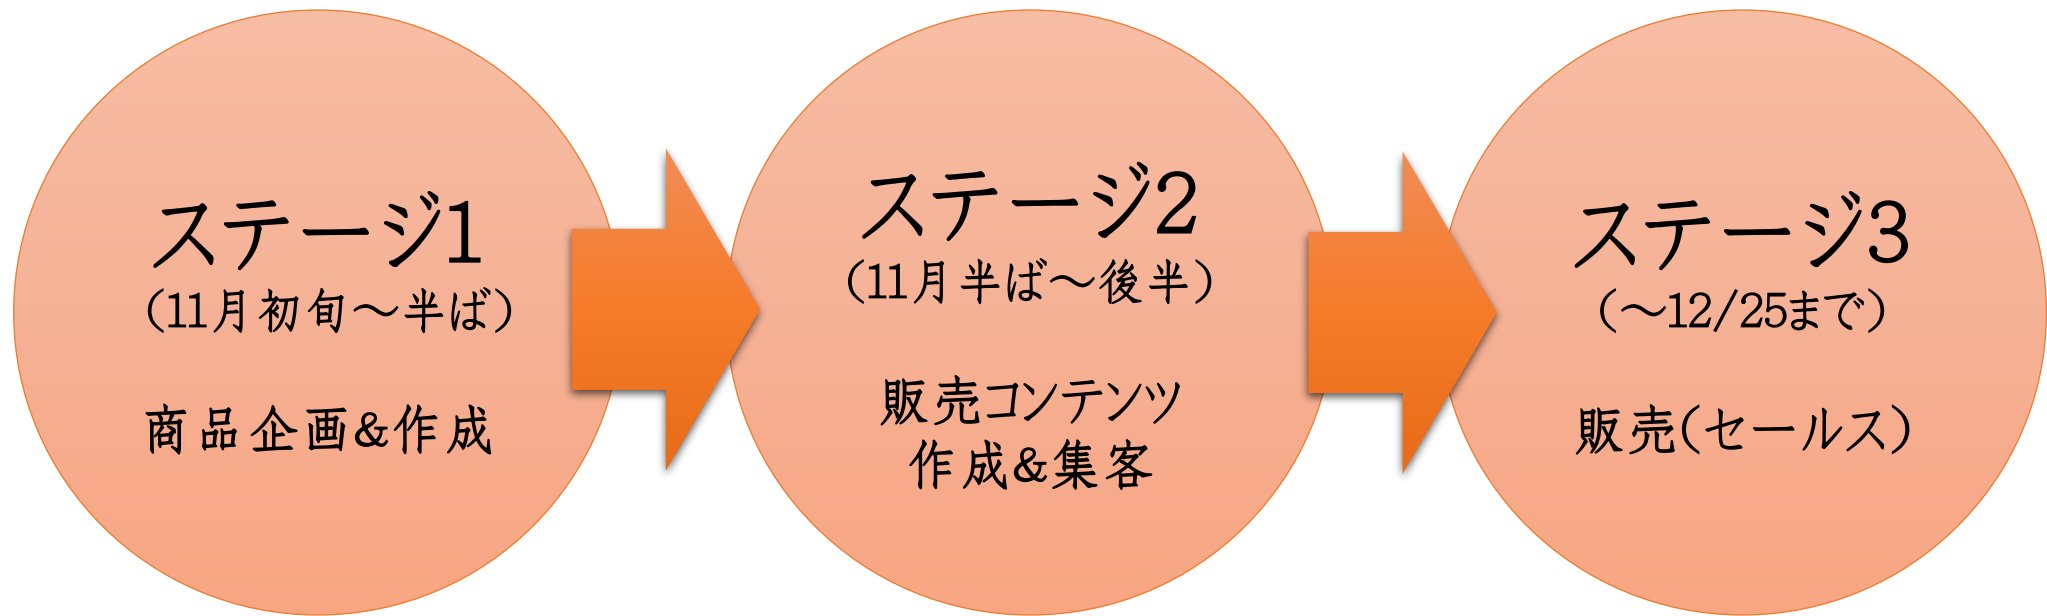 ステージ1
（11月初旬～半ば）
商品企画&作成
ステージ2
（11月半ば～後半）
販売コンテンツ
作成&集客
ステージ3
（～12/25まで）
販売（セールス）